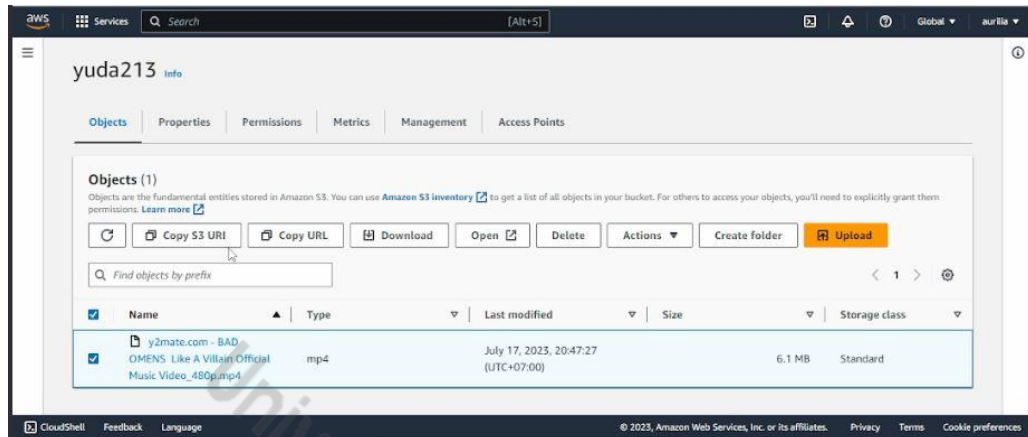 aws Services Search [Alt+S] Global aurilia
yuda213 Info
Objects Properties Permissions Metrics Management Access Points
Objects (1)
Objects are the fundamental entities stored in Amazon S3. You can use Amazon S3 inventory to get a list of all objects in your bucket. For others to access your objects, you'll need to explicitly grant them
permissions. Learn more
Copy S3 URI Copy URL Download Open Delete Actions Create folder Upload
Find objects by prefix 1
Name Type Last modified Size Storage class
y2mate.com - BAD
OMENS Like A Villain Official
Music Video_480p.mp4
mp4
July 17, 2023, 20:47:27
(UTC+07:00)
6.1 MB
Standard
CloudShell Feedback Language © 2023, Amazon Web Services, Inc. or its affiliates. Privacy Terms Cookie preferences